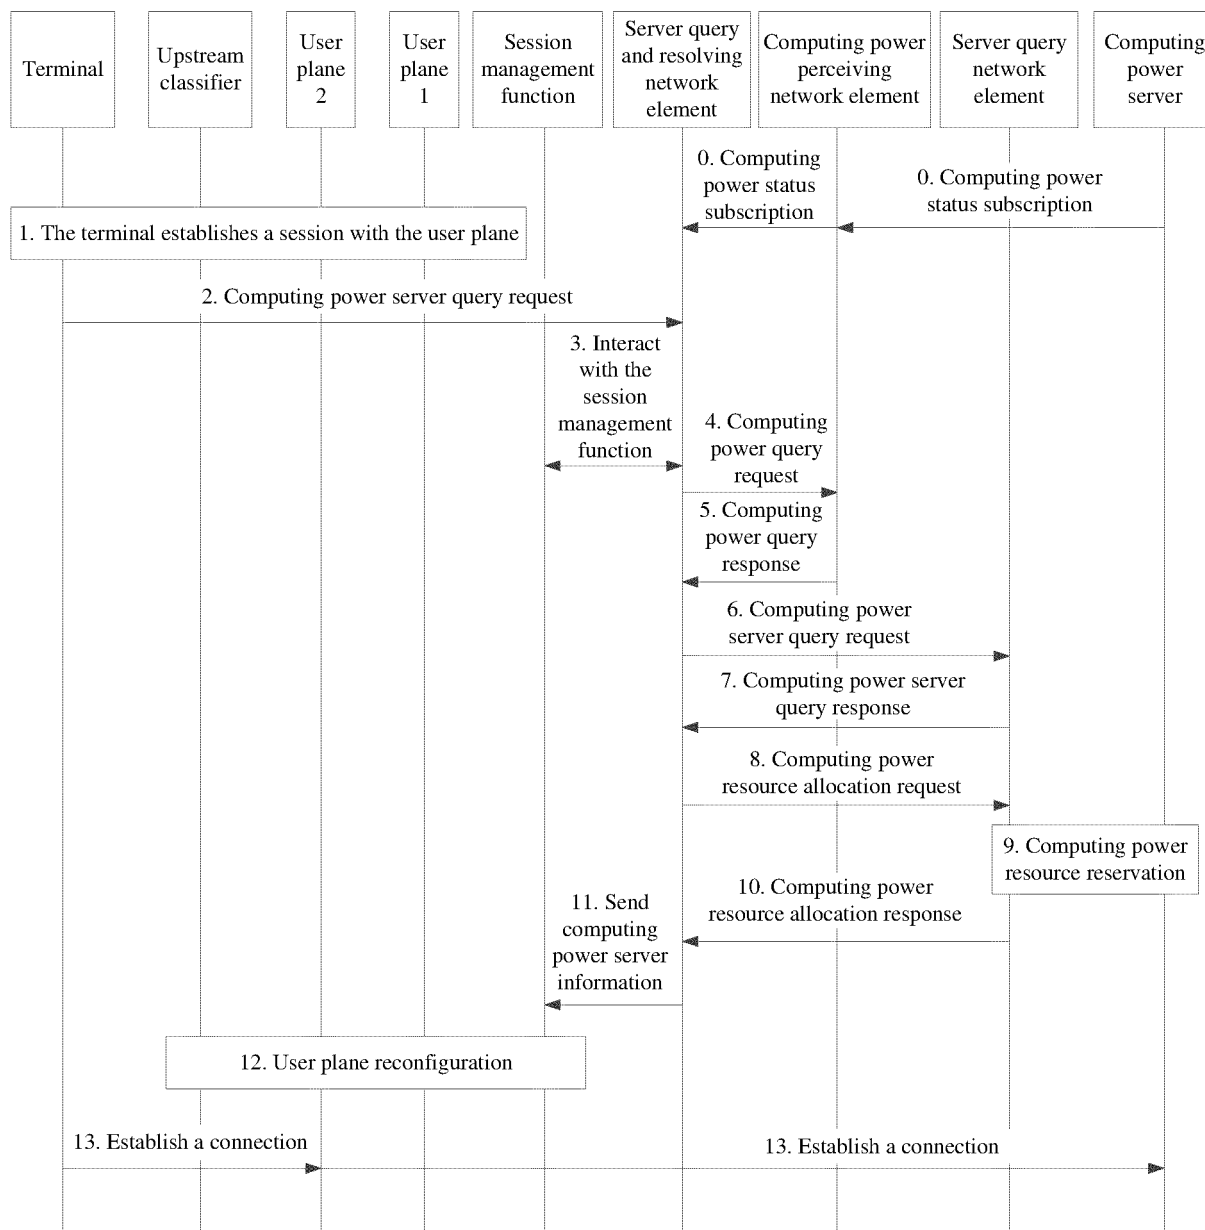 Terminal
Upstream
classifier
User
plane
2
User
plane
1
Session
management
function
Server query
and resolving
network
element
Computing power
perceiving
network element
Server query
network
element
Computing
power
server
0. Computing
power status
subscription
0. Computing power
status subscription
1. The terminal establishes a session with the user plane
2. Computing power server query request
3. Interact
with the
session
management
function
4. Computing
power query
request
5. Computing
power query
response
6. Computing power
server query request
7. Computing power server
query response
8. Computing power
resource allocation request
9. Computing power
resource reservation
10. Computing power
resource allocation response
11. Send
computing
power server
information
12. User plane reconfiguration
13. Establish a connection
13. Establish a connection